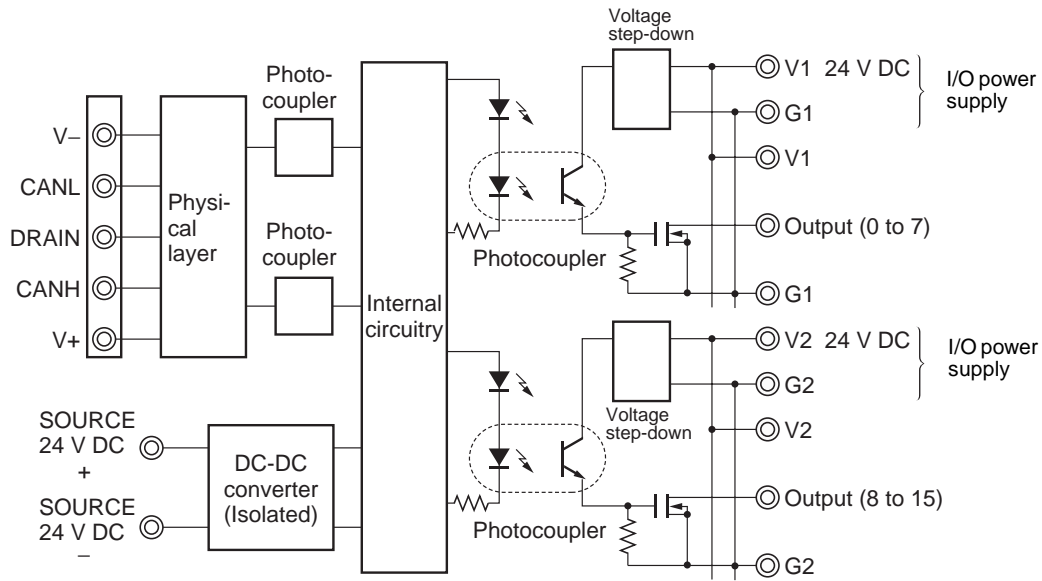 Voltage
step-down
Photo-
coupler
V1 24 V DC
I/O power
supply
G1
V–
V1
CANL
Physi-
cal
layer
DRAIN
Photo-
coupler
Output (0 to 7)
Photocoupler
CANH
Internal
circuitry
G1
V+
V2 24 V DC
I/O power
supply
G2
Voltage
step-down
SOURCE
24 V DC
+
V2
DC-DC
converter
(Isolated)
SOURCE
24 V DC
–
Output (8 to 15)
Photocoupler
G2